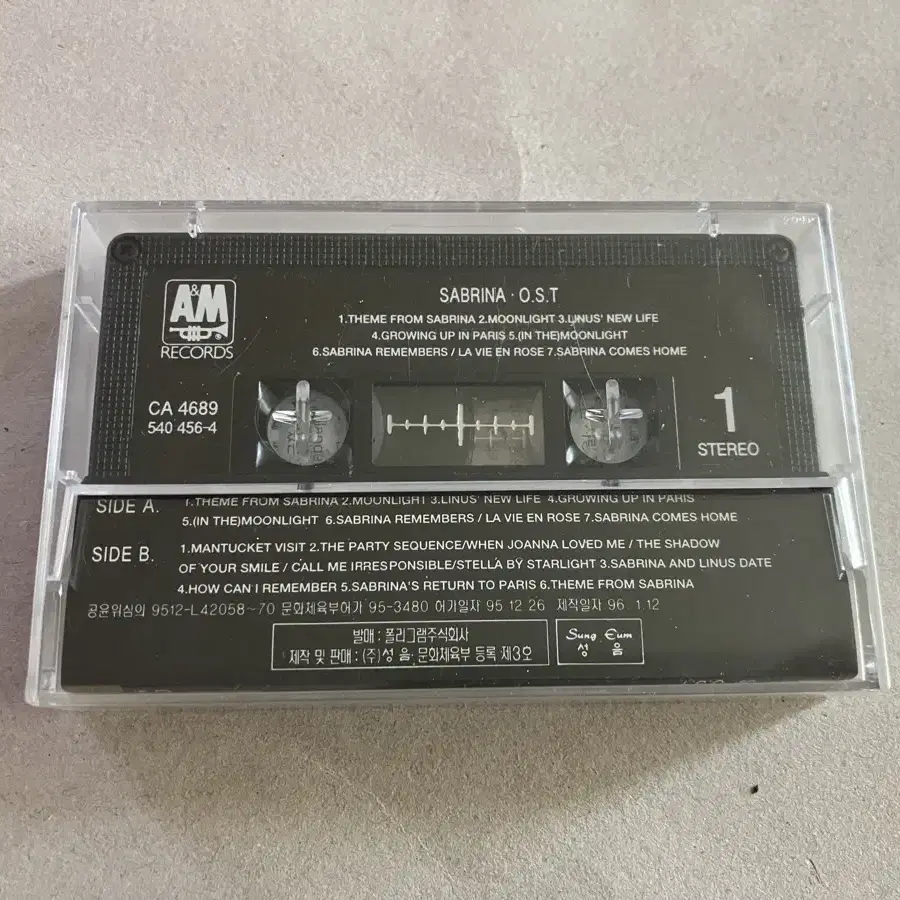 A&M
RECORDS
SABRINA · O.S.T
1.THEME FROM SABRINA 2.MOONLIGHT 3.LINUS' NEW LIFE
4.GROWING UP IN PARIS 5.(IN THE)MOONLIGHT
6.SABRINA REMEMBERS / LA VIE EN ROSE 7.SABRINA COMES HOME
CA 4689
540 456-4
1
STEREO
SIDE A. 1.THEME FROM SABRINA 2.MOONLIGHT 3.LINUS' NEW LIFE 4.GROWING UP IN PARIS
5.(IN THE)MOONLIGHT 6.SABRINA REMEMBERS / LA VIE EN ROSE 7.SABRINA COMES HOME
SIDE B. 1.MANTUCKET VISIT 2.THE PARTY SEQUENCE/WHEN JOANNA LOVED ME / THE SHADOW
OF YOUR SMILE / CALL ME IRRESPONSIBLE/STELLA BY STARLIGHT 3.SABRINA AND LINUS DATE
4.HOW CAN I REMEMBER 5.SABRINA'S RETURN TO PARIS 6.THEME FROM SABRINA
공윤위심의 9512-L42058~70 문화체육부허가 95-3480 허가일자 95.12.26 제작일자 96.1.12
발매 : 폴리그램주식회사
제작 및 판매 : (주)성음·문화체육부 등록 제3호
Sung Eum
성 음